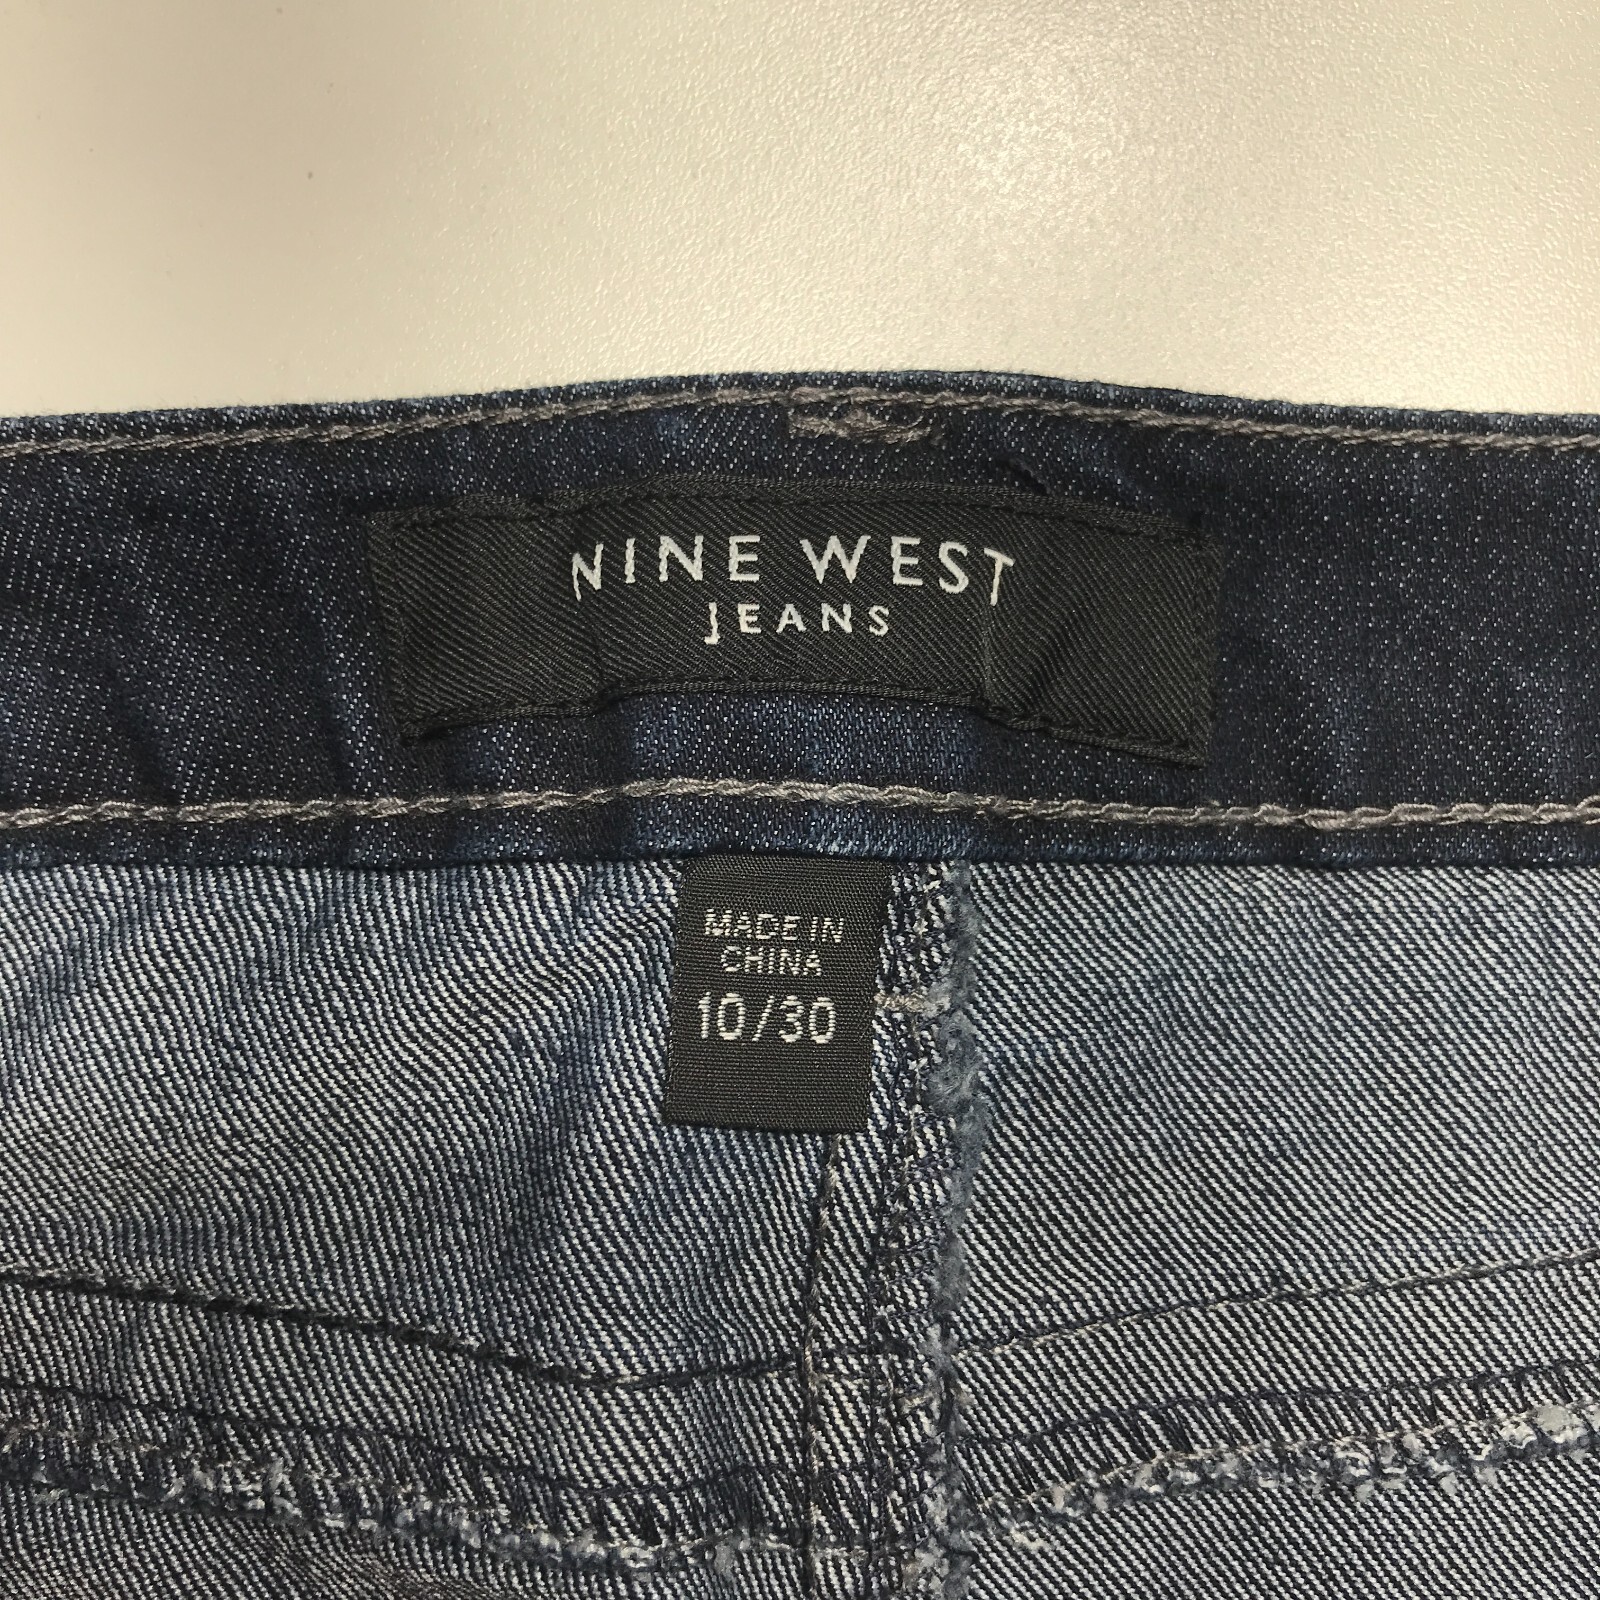 NINE WEST
JEANS
MADE IN
CHINA
10/30